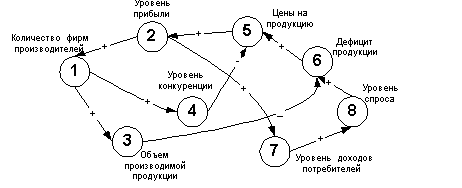 Уровень
прибыли
Цены на
продукцию
Количество фирм
производителей
Дефицит
продукции
Уровень
конкуренции
Уровень
спроса
Объем
производимой
продукции
Уровень доходов
потребителей
1
2
3
4
5
6
7
8
+
+
+
+
+
+
+
+
-
–